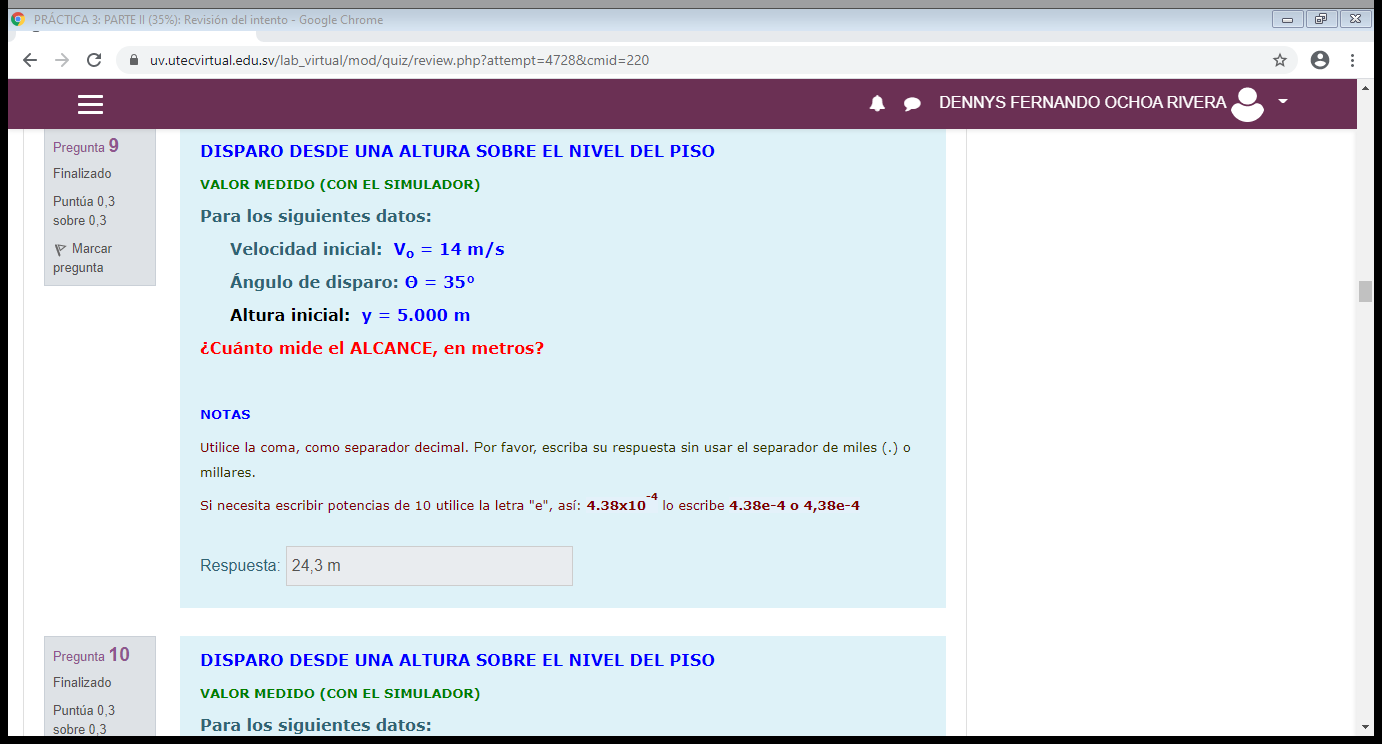 PRÁCTICA 3: PARTE II (35%): Revisión del intento - Google Chrome
uv.utecvirtual.edu.sv/lab_virtual/mod/quiz/review.php?attempt=4728&cmid=220
DENNYS FERNANDO OCHOA RIVERA
Pregunta 9
Finalizado
Puntúa 0,3
sobre 0,3
Marcar
pregunta
DISPARO DESDE UNA ALTURA SOBRE EL NIVEL DEL PISO
VALOR MEDIDO (CON EL SIMULADOR)
Para los siguientes datos:
Velocidad inicial: Vo = 14 m/s
Ángulo de disparo: Θ = 35º
Altura inicial: y = 5.000 m
¿Cuánto mide el ALCANCE, en metros?
NOTAS
Utilice la coma, como separador decimal. Por favor, escriba su respuesta sin usar el separador de miles (.) o
millares.
Si necesita escribir potencias de 10 utilice la letra "e", así: 4.38x10-4 lo escribe 4.38e-4 o 4,38e-4
Respuesta: 24,3 m
Pregunta 10
Finalizado
Puntúa 0,3
sobre 0,3
DISPARO DESDE UNA ALTURA SOBRE EL NIVEL DEL PISO
VALOR MEDIDO (CON EL SIMULADOR)
Para los siguientes datos: